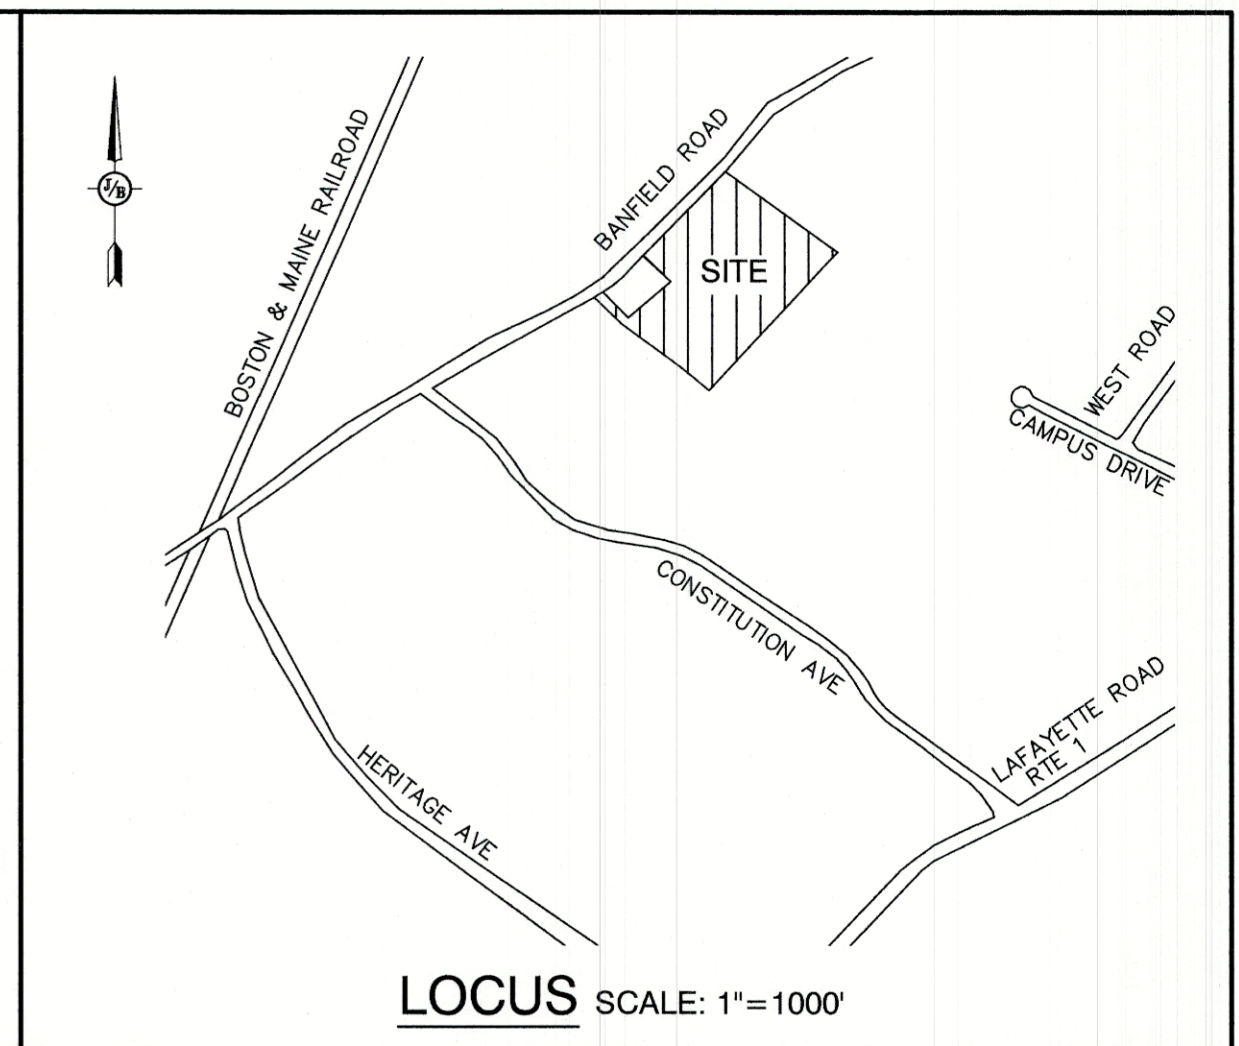 BANFIELD ROAD
BOSTON & MAINE RAILROAD
J/B
SITE
WEST ROAD
CAMPUS DRIVE
CONSTITUTION AVE
LAFAYETTE ROAD
RTE 1
HERITAGE AVE
LOCUS SCALE: 1"=1000'